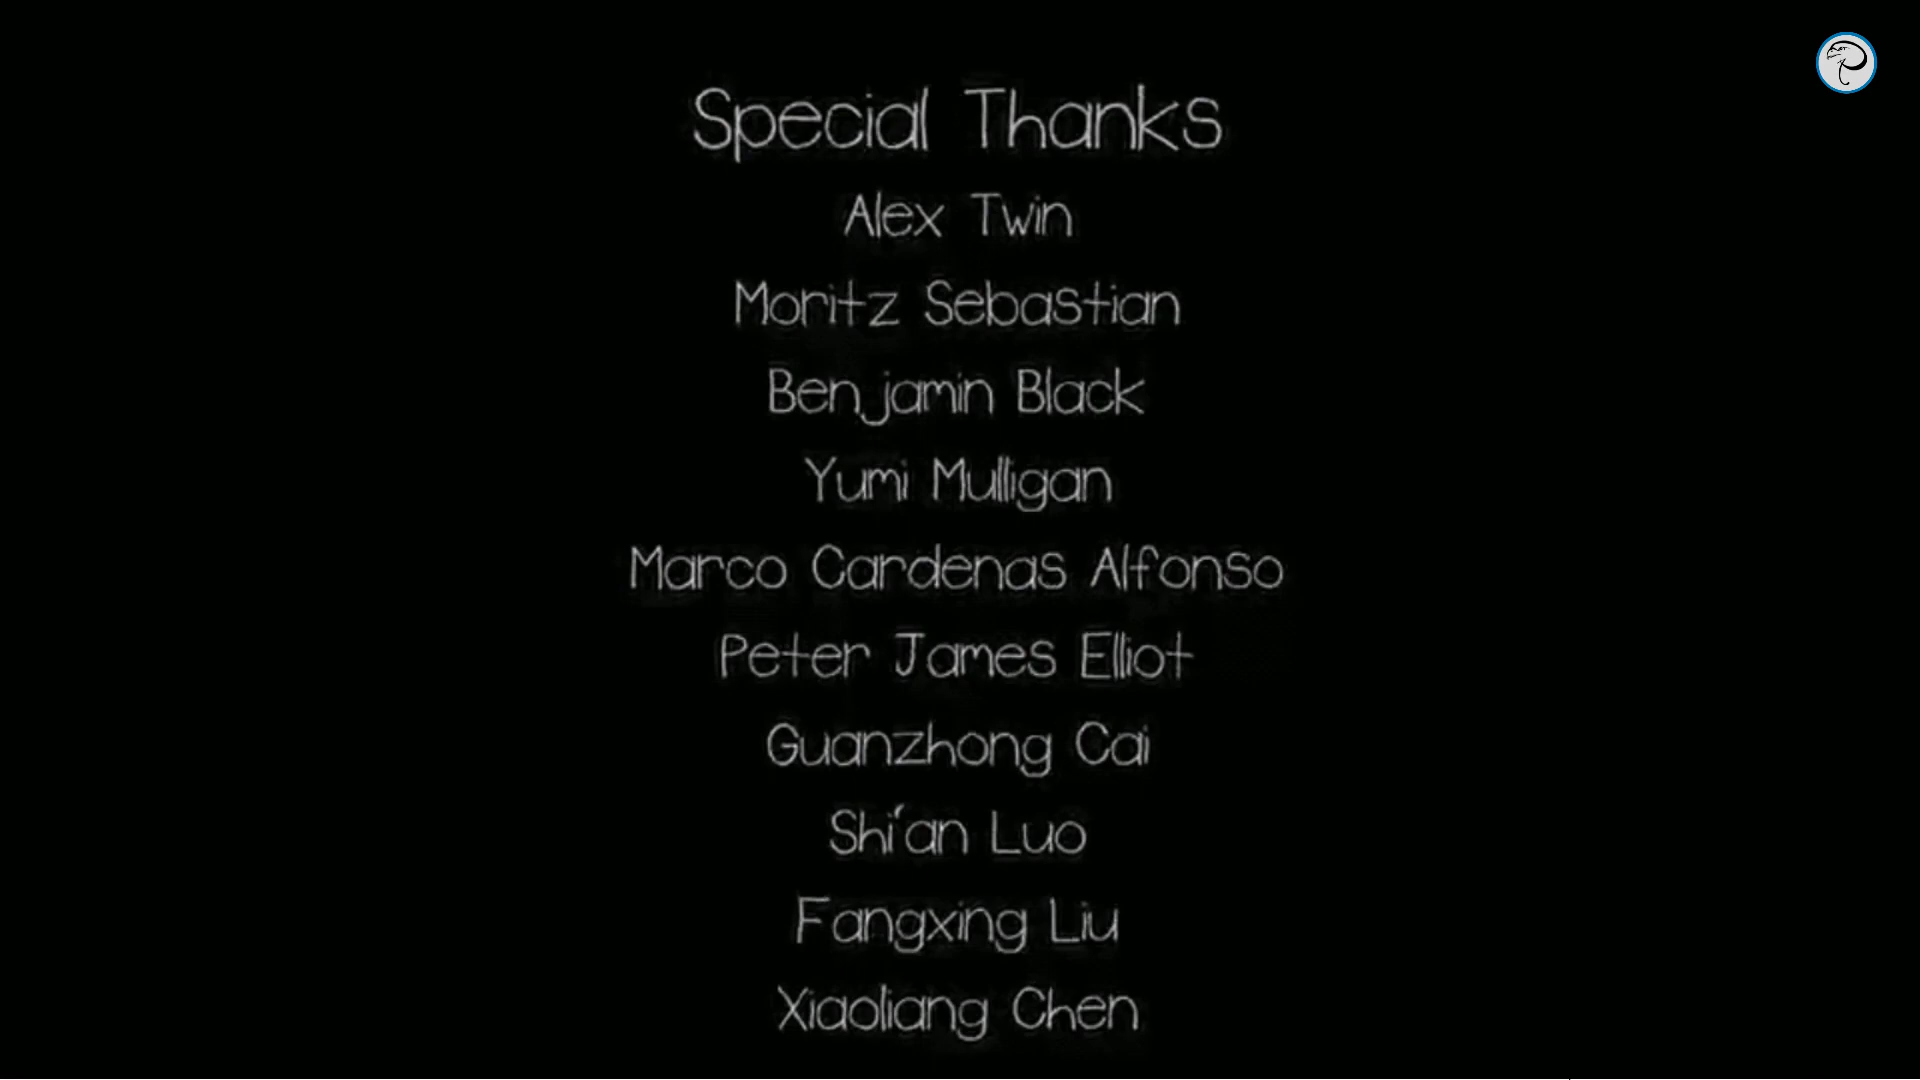 Special Thanks
Alex Twin
Moritz Sebastian
Benjamin Black
Yumi Mulligan
Marco Cardenas Alfonso
Peter James Elliot
Guanzhong Cai
Shi'an Luo
Fangxing Liu
Xiaoliang Chen